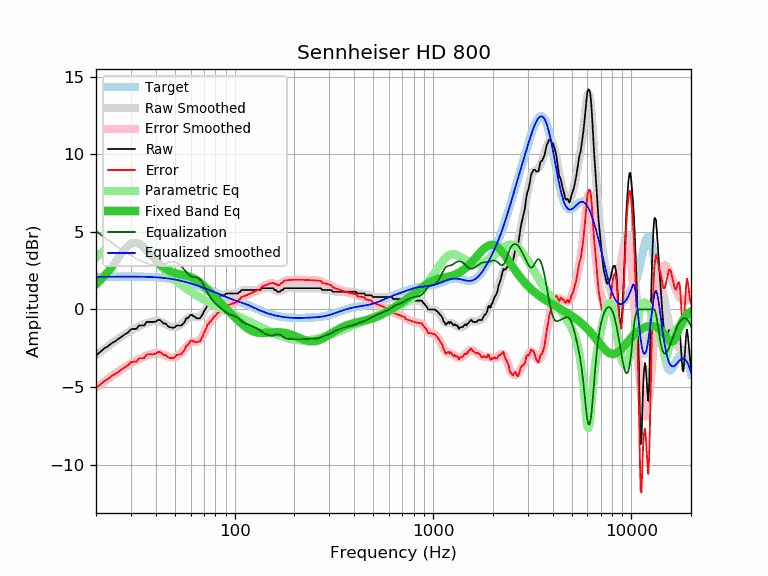 Sennheiser HD 800
15
10
5
0
−5
−10
Amplitude (dBr)
Target
Raw Smoothed
Error Smoothed
Raw
Error
Parametric Eq
Fixed Band Eq
Equalization
Equalized smoothed
100
1000
10000
Frequency (Hz)